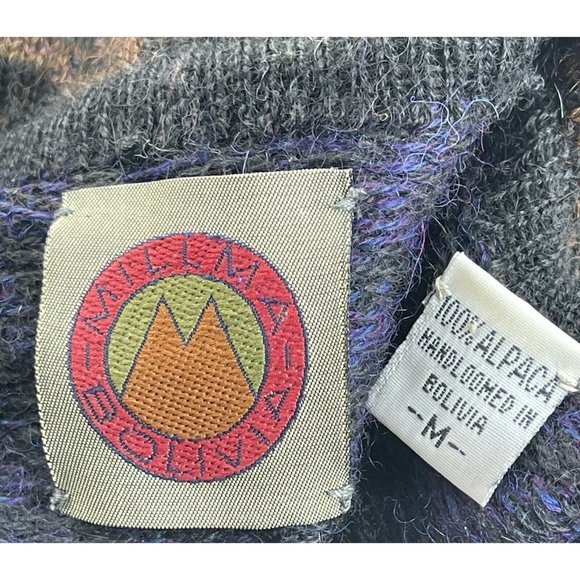 MILLMA
- BOLIVIA -
100% ALPACA
HANDLOOMED IN
BOLIVIA
--M--